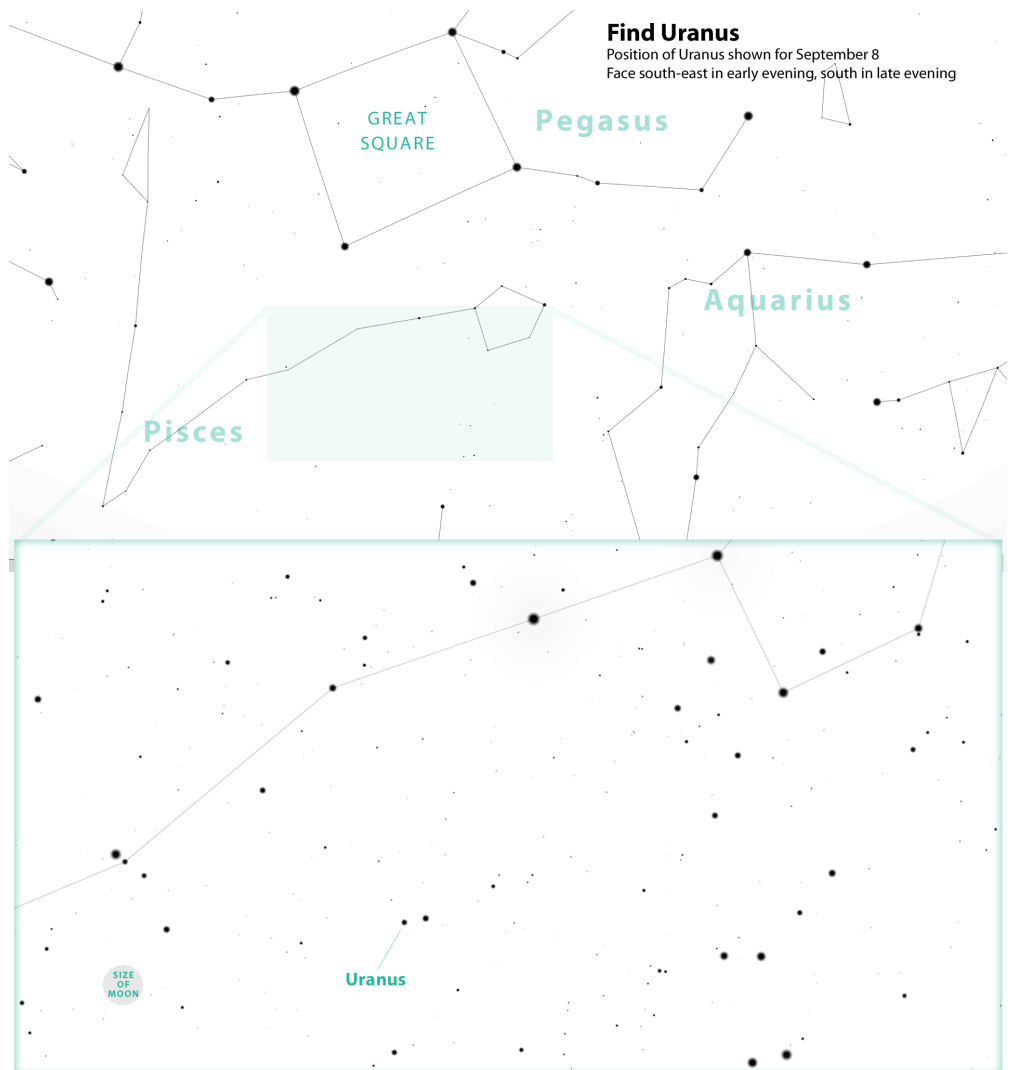 Find Uranus
Position of Uranus shown for September 8
Face south-east in early evening, south in late evening
GREAT
SQUARE
Pegasus
Aquarius
Pisces
Uranus
SIZE
OF
MOON